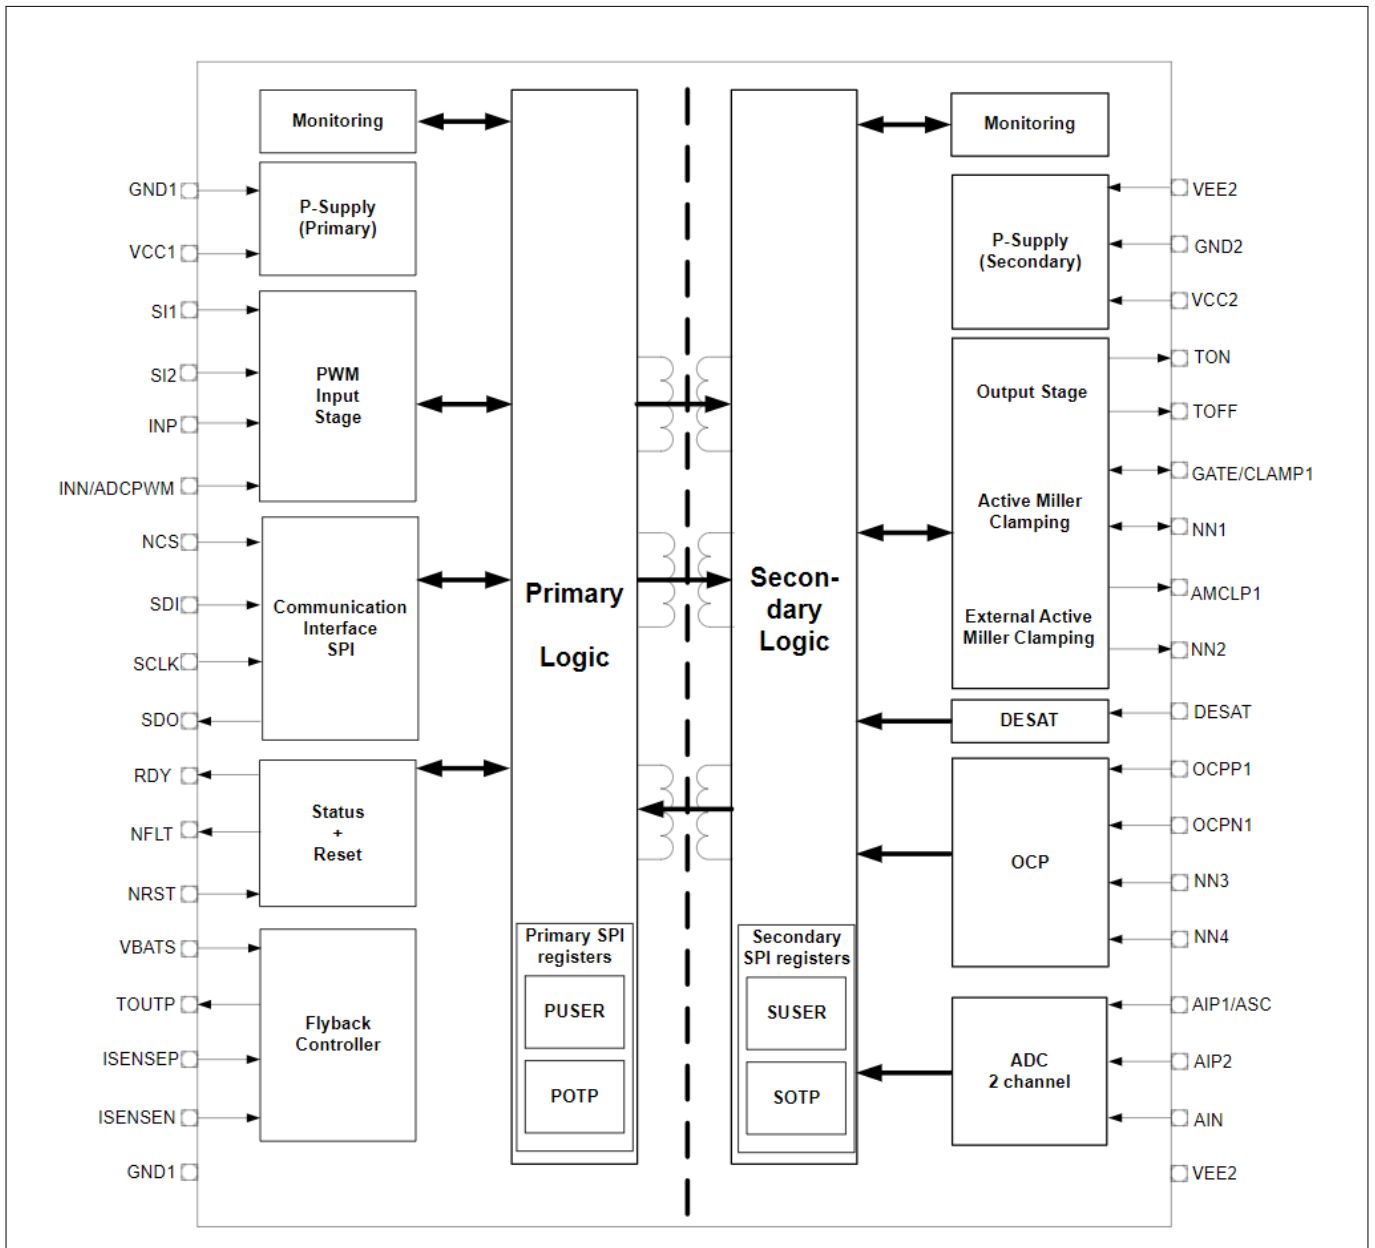 Monitoring
GND1
P-Supply
(Primary)
VCC1
SI1
SI2
PWM
Input
Stage
INP
INN/ADCPWM
NCS
SDI
Communication
Interface
SPI
SCLK
SDO
RDY
Status
+
Reset
NFLT
NRST
VBATS
TOUTP
Flyback
Controller
ISENSEP
ISENSEN
GND1
Primary
Logic
Primary SPI
registers
PUSER
POTP
Secon-
dary
Logic
Secondary
SPI registers
SUSER
SOTP
Monitoring
VEE2
P-Supply
(Secondary)
GND2
VCC2
TON
Output Stage
TOFF
GATE/CLAMP1
Active Miller
Clamping
NN1
AMCLP1
External Active
Miller Clamping
NN2
DESAT
DESAT
OCPP1
OCPN1
OCP
NN3
NN4
AIP1/ASC
ADC
2 channel
AIP2
AIN
VEE2